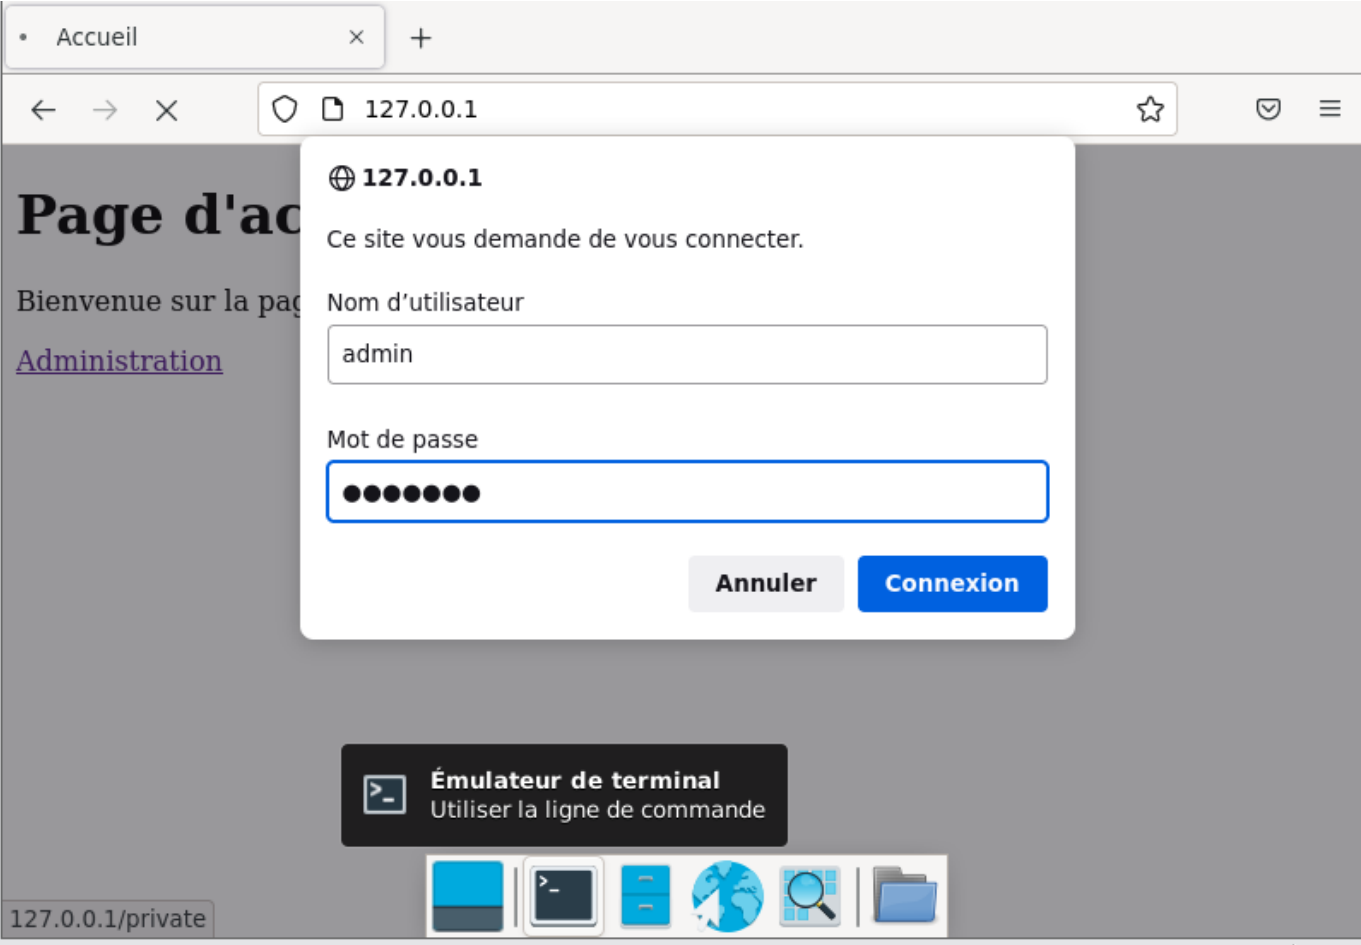 Accueil
127.0.0.1
127.0.0.1
Page d'ac
Ce site vous demande de vous connecter.
Bienvenue sur la pag
Nom d’utilisateur
admin
Administration
Mot de passe
●●●●●●●
Annuler
Connexion
Émulateur de terminal
Utiliser la ligne de commande
127.0.0.1/private